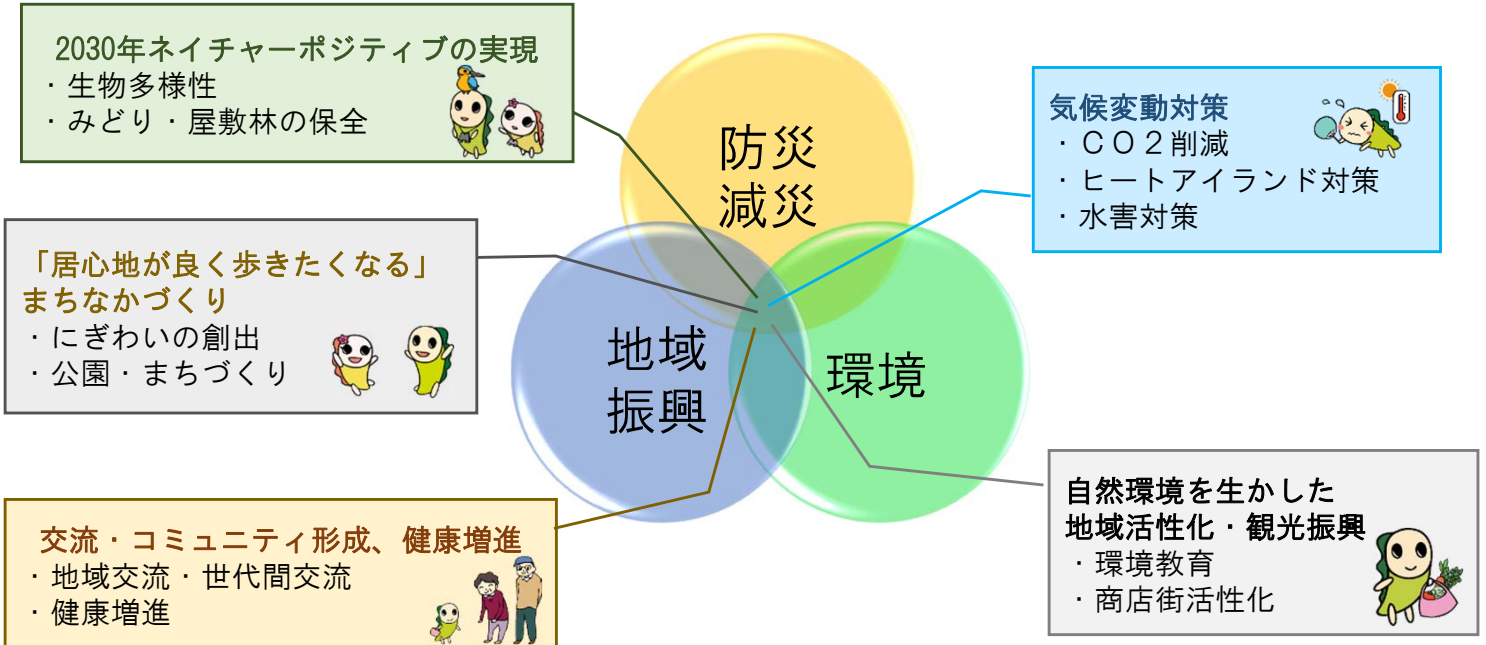 2030年ネイチャーポジティブの実現
・生物多様性
・みどり・屋敷林の保全
「居心地が良く歩きたくなる」
まちなかづくり
・にぎわいの創出
・公園・まちづくり
交流・コミュニティ形成、健康増進
・地域交流・世代間交流
・健康増進
防災
減災
地域
振興
環境
気候変動対策
・ＣＯ２削減
・ヒートアイランド対策
・水害対策
自然環境を生かした
地域活性化・観光振興
・環境教育
・商店街活性化